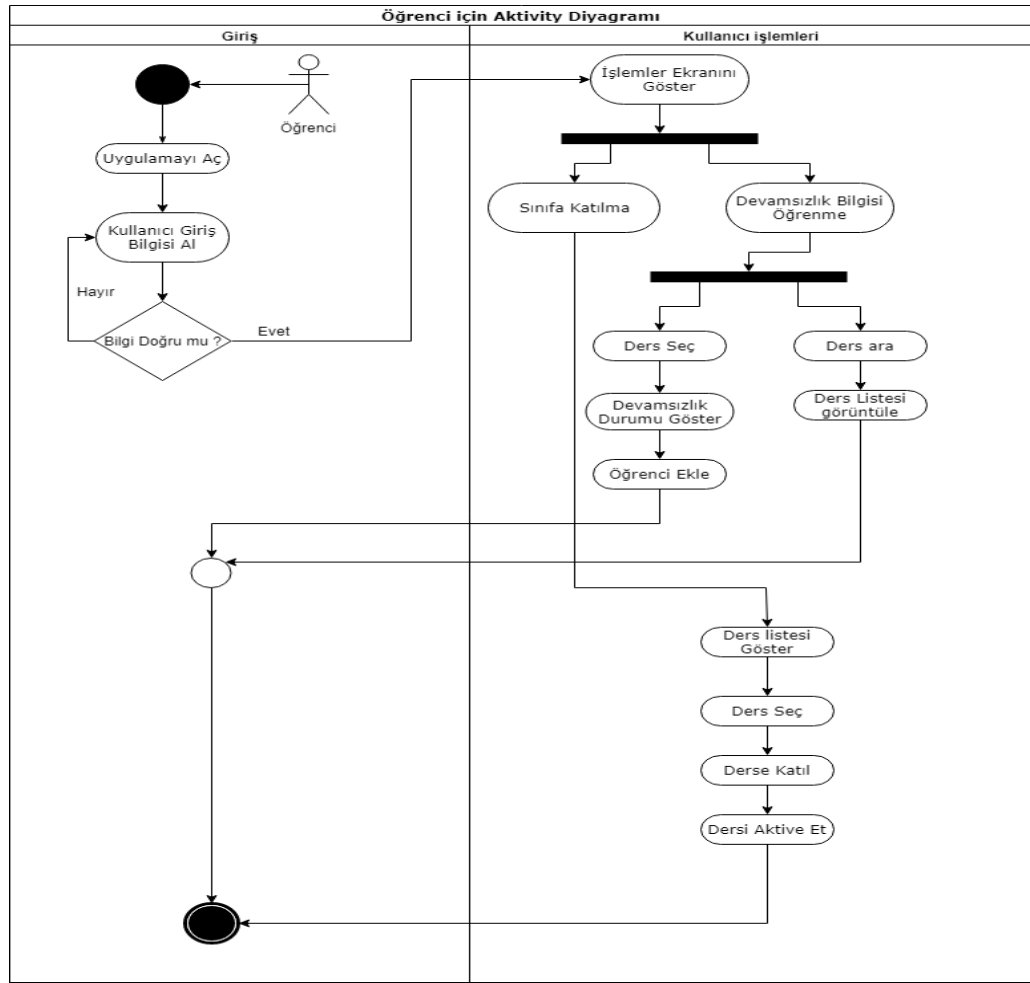 Öğrenci için Aktivity Diyagramı
Giriş
Kullanıcı işlemleri
Öğrenci
Uygulamayı Aç
Kullanıcı Giriş
Bilgisi Al
Hayır
Bilgi Doğru mu ?
Evet
İşlemler Ekranını
Göster
Sınıfa Katılma
Devamsızlık Bilgisi
Öğrenme
Ders Seç
Devamsızlık
Durumu Göster
Öğrenci Ekle
Ders ara
Ders Listesi
görüntüle
Ders listesi
Göster
Ders Seç
Derse Katıl
Dersi Aktive Et